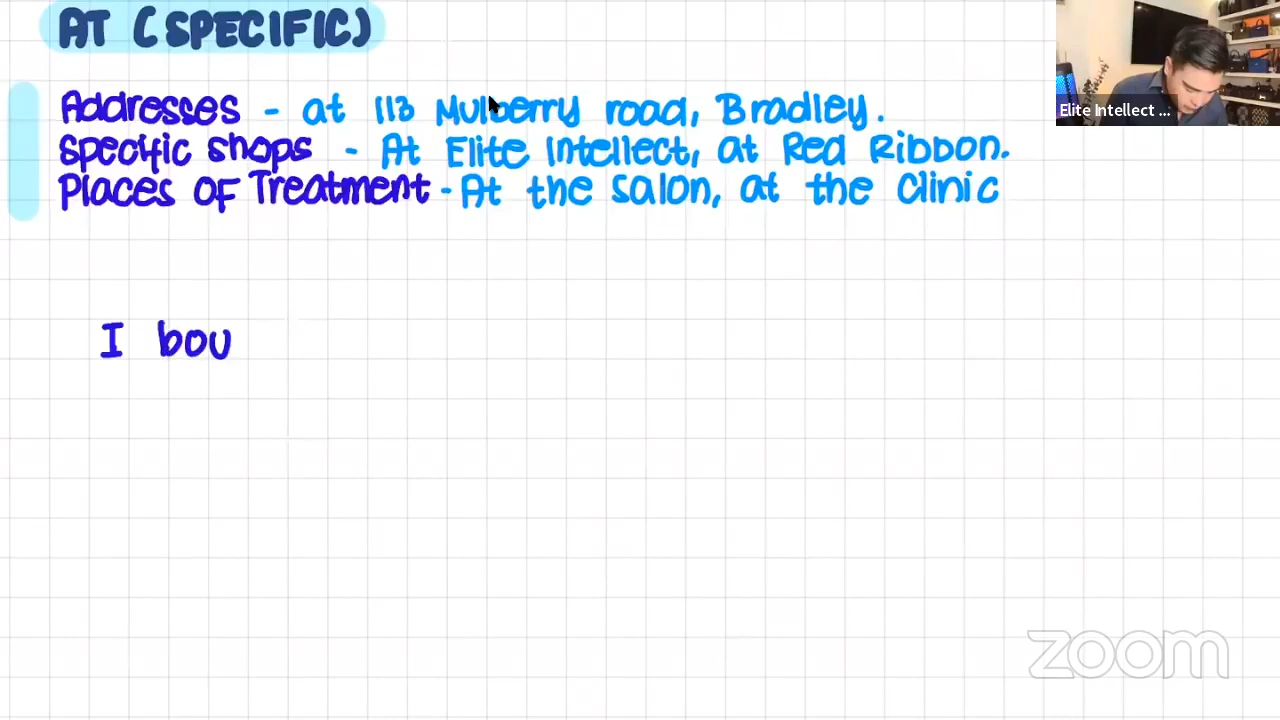 AT (SPECIFIC)
Addresses - at 113 Mulberry road, Bradley.
Specific shops - At Elite Intellect, at Red Ribbon.
Places of Treatment - At the salon, at the clinic
I bou
Elite Intellect ...
zoom